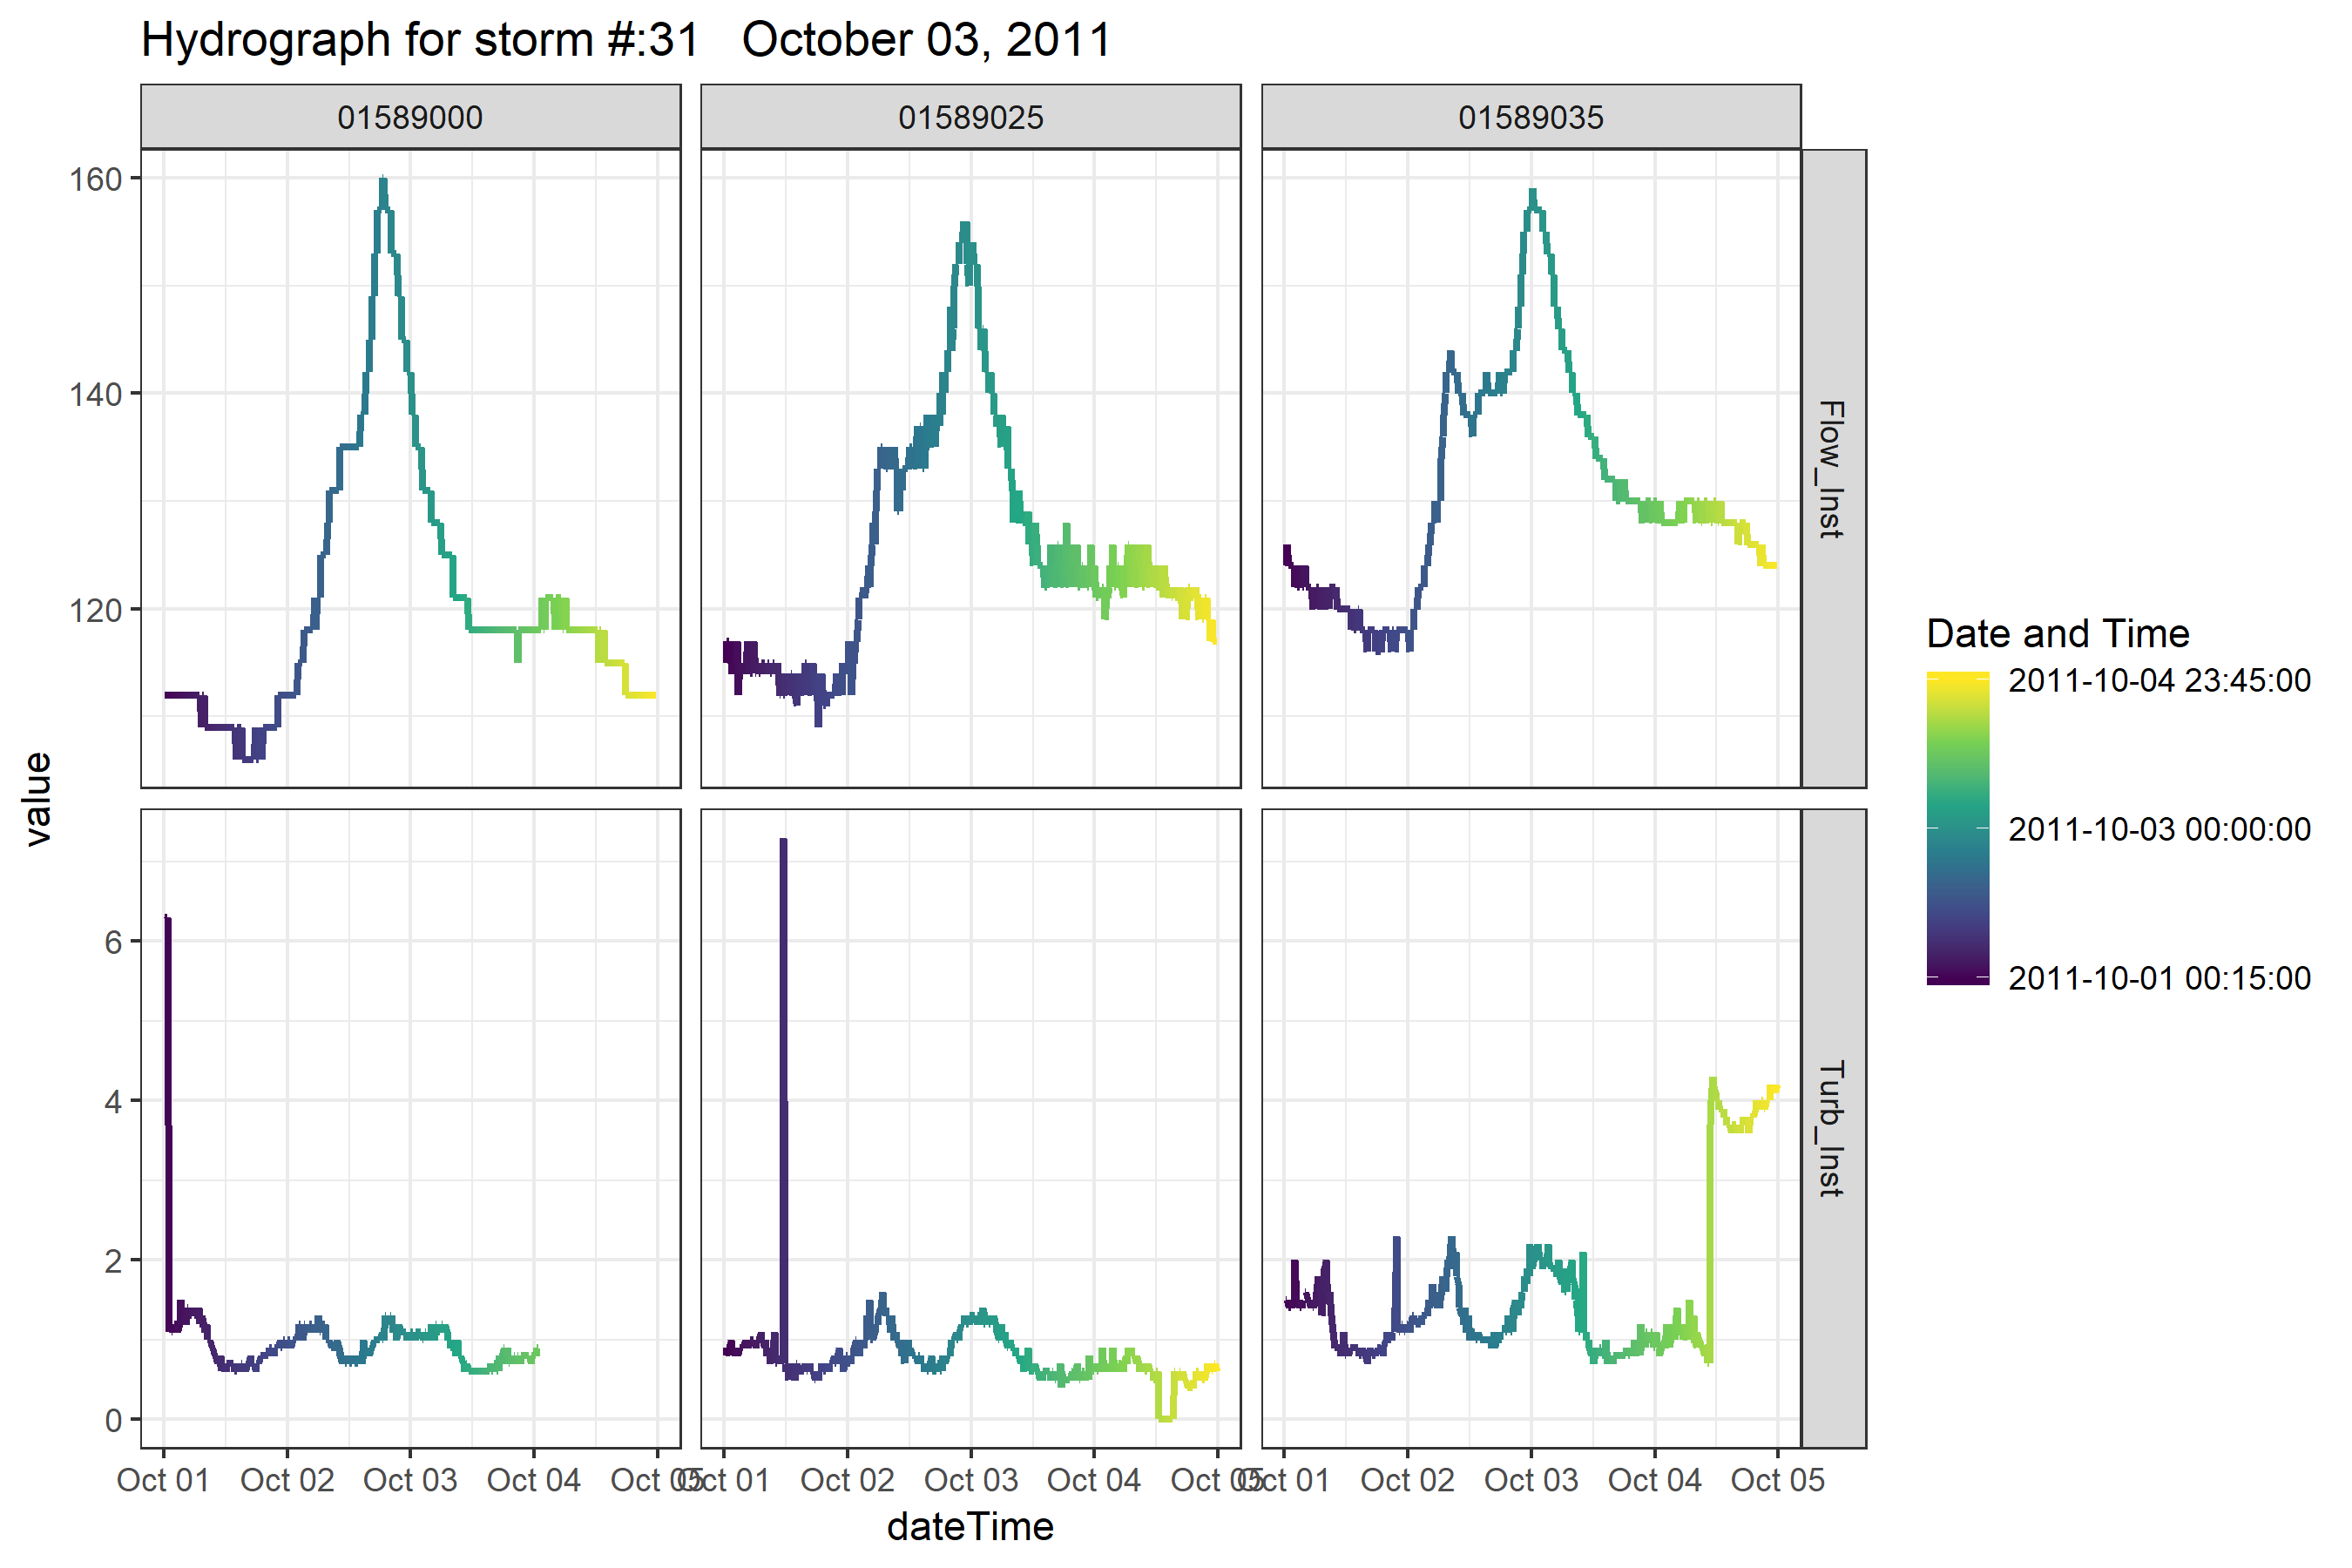 Hydrograph for storm #:31   October 03, 2011
01589000 01589025 01589035
160
140
120
Flow_Inst
value
6
4
2
0
Turb_Inst
Oct 01 Oct 02 Oct 03 Oct 04 Oct 05 Oct 01 Oct 02 Oct 03 Oct 04 Oct 05 Oct 01 Oct 02 Oct 03 Oct 04 Oct 05
dateTime
Date and Time
2011-10-04 23:45:00
2011-10-03 00:00:00
2011-10-01 00:15:00